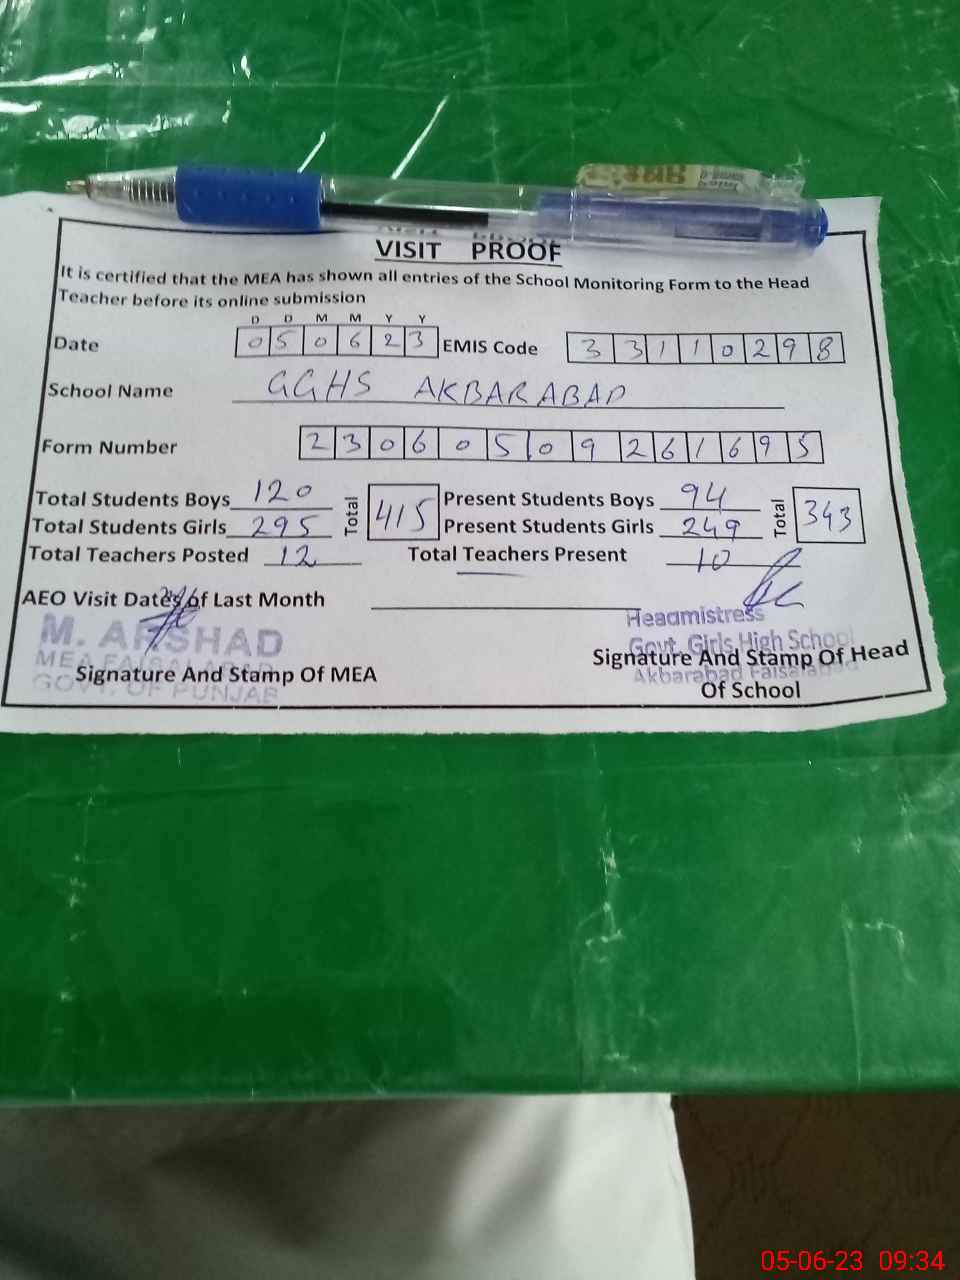 VISIT PROOF
It is certified that the MEA has shown all entries of the School Monitoring Form to the Head
Teacher before its online submission
D D M M Y Y
Date 0 5 0 6 2 3 EMIS Code 3 3 1 1 0 2 9 8
School Name GGHS AKBARABAD
Form Number 2 3 0 6 0 5 0 9 2 6 1 6 9 5
Total Students Boys 120 Total 415 Present Students Boys 94 Total 343
Total Students Girls 295 Present Students Girls 249
Total Teachers Posted 12 Total Teachers Present 10
AEO Visit Dates of Last Month
M. ARSHAD
MEA FAISALABAD
GOVT. OF PUNJAB
Signature And Stamp Of MEA
Headmistress
Govt. Girls High School
Akbarabad Faisalabad
Signature And Stamp Of Head
Of School
05-06-23 09:34